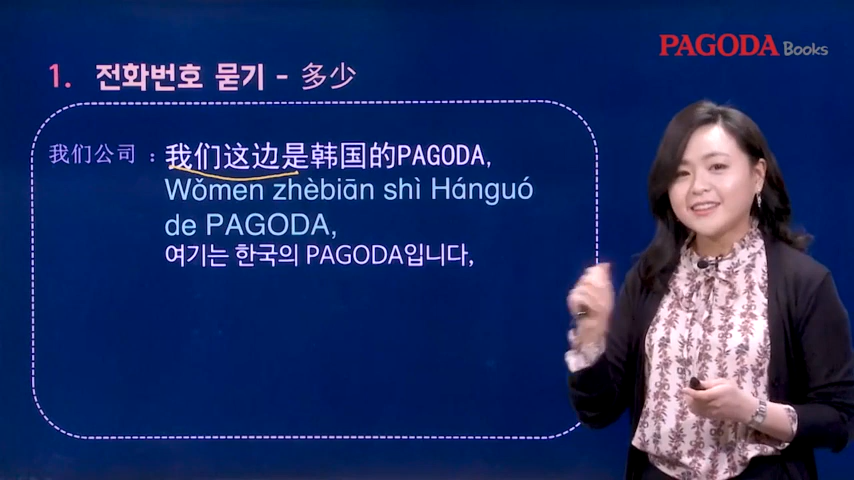 PAGODA Books
1. 전화번호 묻기 - 多少
我们公司 : 我们这边是韩国的PAGODA,
Wǒmen zhèbiān shì Hánguó
de PAGODA,
여기는 한국의 PAGODA입니다,